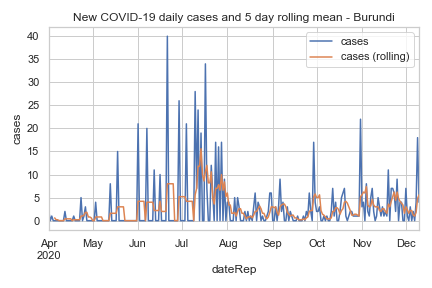 New COVID-19 daily cases and 5 day rolling mean - Burundi
cases
cases (rolling)
cases
40
35
30
25
20
15
10
5
0
Apr
2020
May
Jun
Jul
Aug
Sep
Oct
Nov
Dec
dateRep